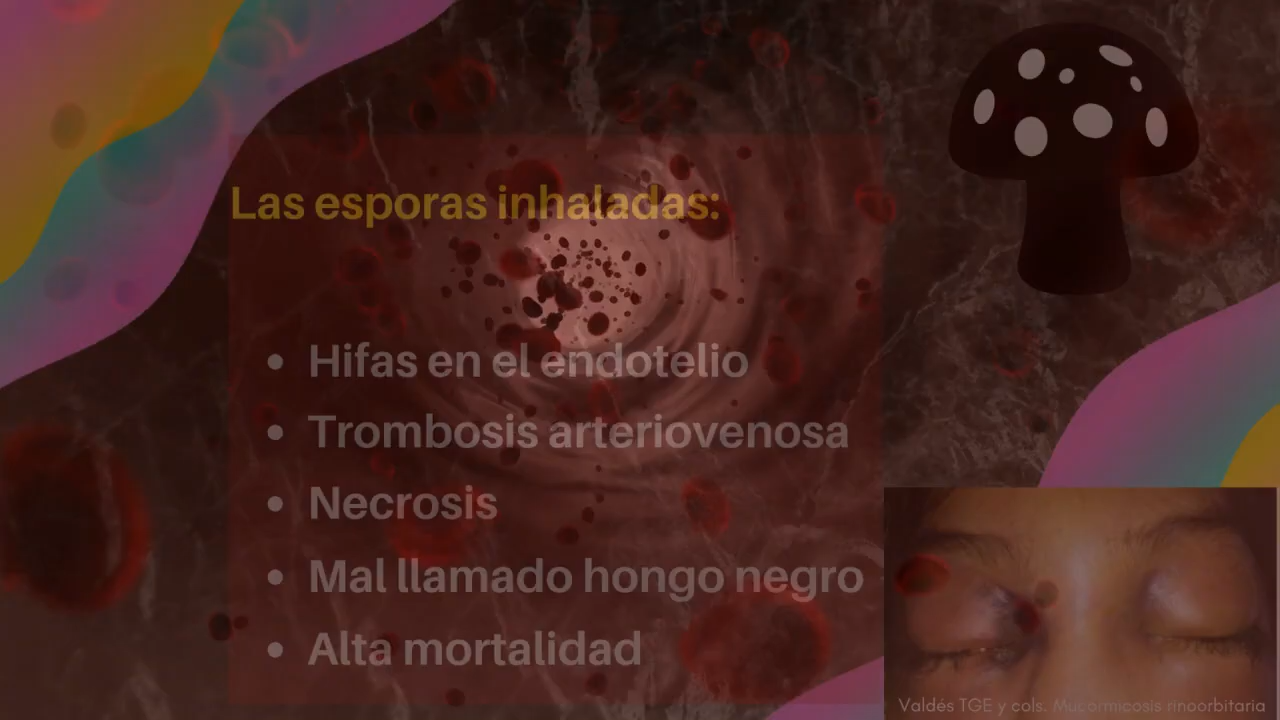 Las esporas inhaladas:
• Hifas en el endotelio
• Trombosis arteriovenosa
• Necrosis
• Mal llamado hongo negro
• Alta mortalidad
Valdés TGE y cols. Mucormicosis rinoorbitaria